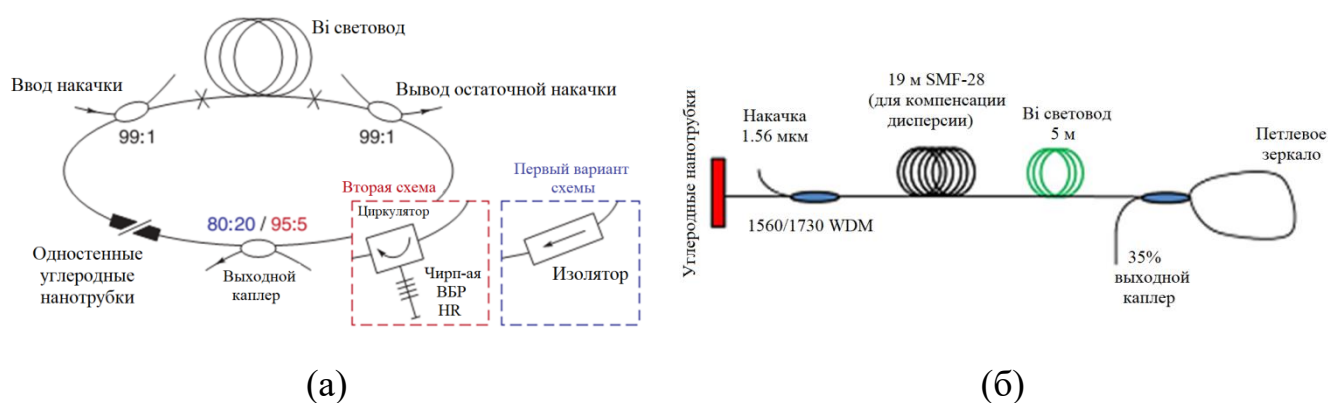 Bi световод
Ввод накачки
Вывод остаточной накачки
99:1
99:1
Вторая схема
Первый вариант
схемы
Циркулятор
80:20 / 95:5
Одностенные
углеродные
нанотрубки
Выходной
каплер
Чирп-ая
ВБР
HR
Изолятор
(а)
Углеродные нанотрубки
Накачка
1.56 мкм
19 м SMF-28
(для компенсации
дисперсии)
Bi световод
5 м
Петлевое
зеркало
1560/1730 WDM
35%
выходной
каплер
(б)